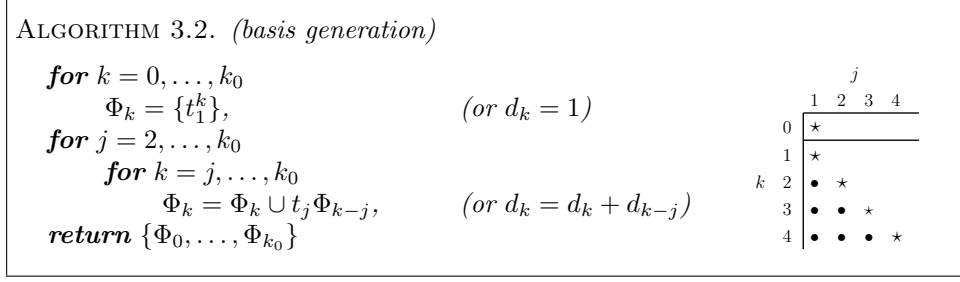 ALGORITHM 3.2. (basis generation)
for k = 0, . . . , k₀
Φₖ = {t₁ᵏ}, (or dₖ = 1)
for j = 2, . . . , k₀
for k = j, . . . , k₀
Φₖ = Φₖ ∪ tⱼΦₖ₋ⱼ, (or dₖ = dₖ + dₖ₋ⱼ)
return {Φ₀, . . . , Φₖ₀}
j
1 2 3 4
0 ⋆
1 ⋆
k 2 • ⋆
3 • • ⋆
4 • • • ⋆